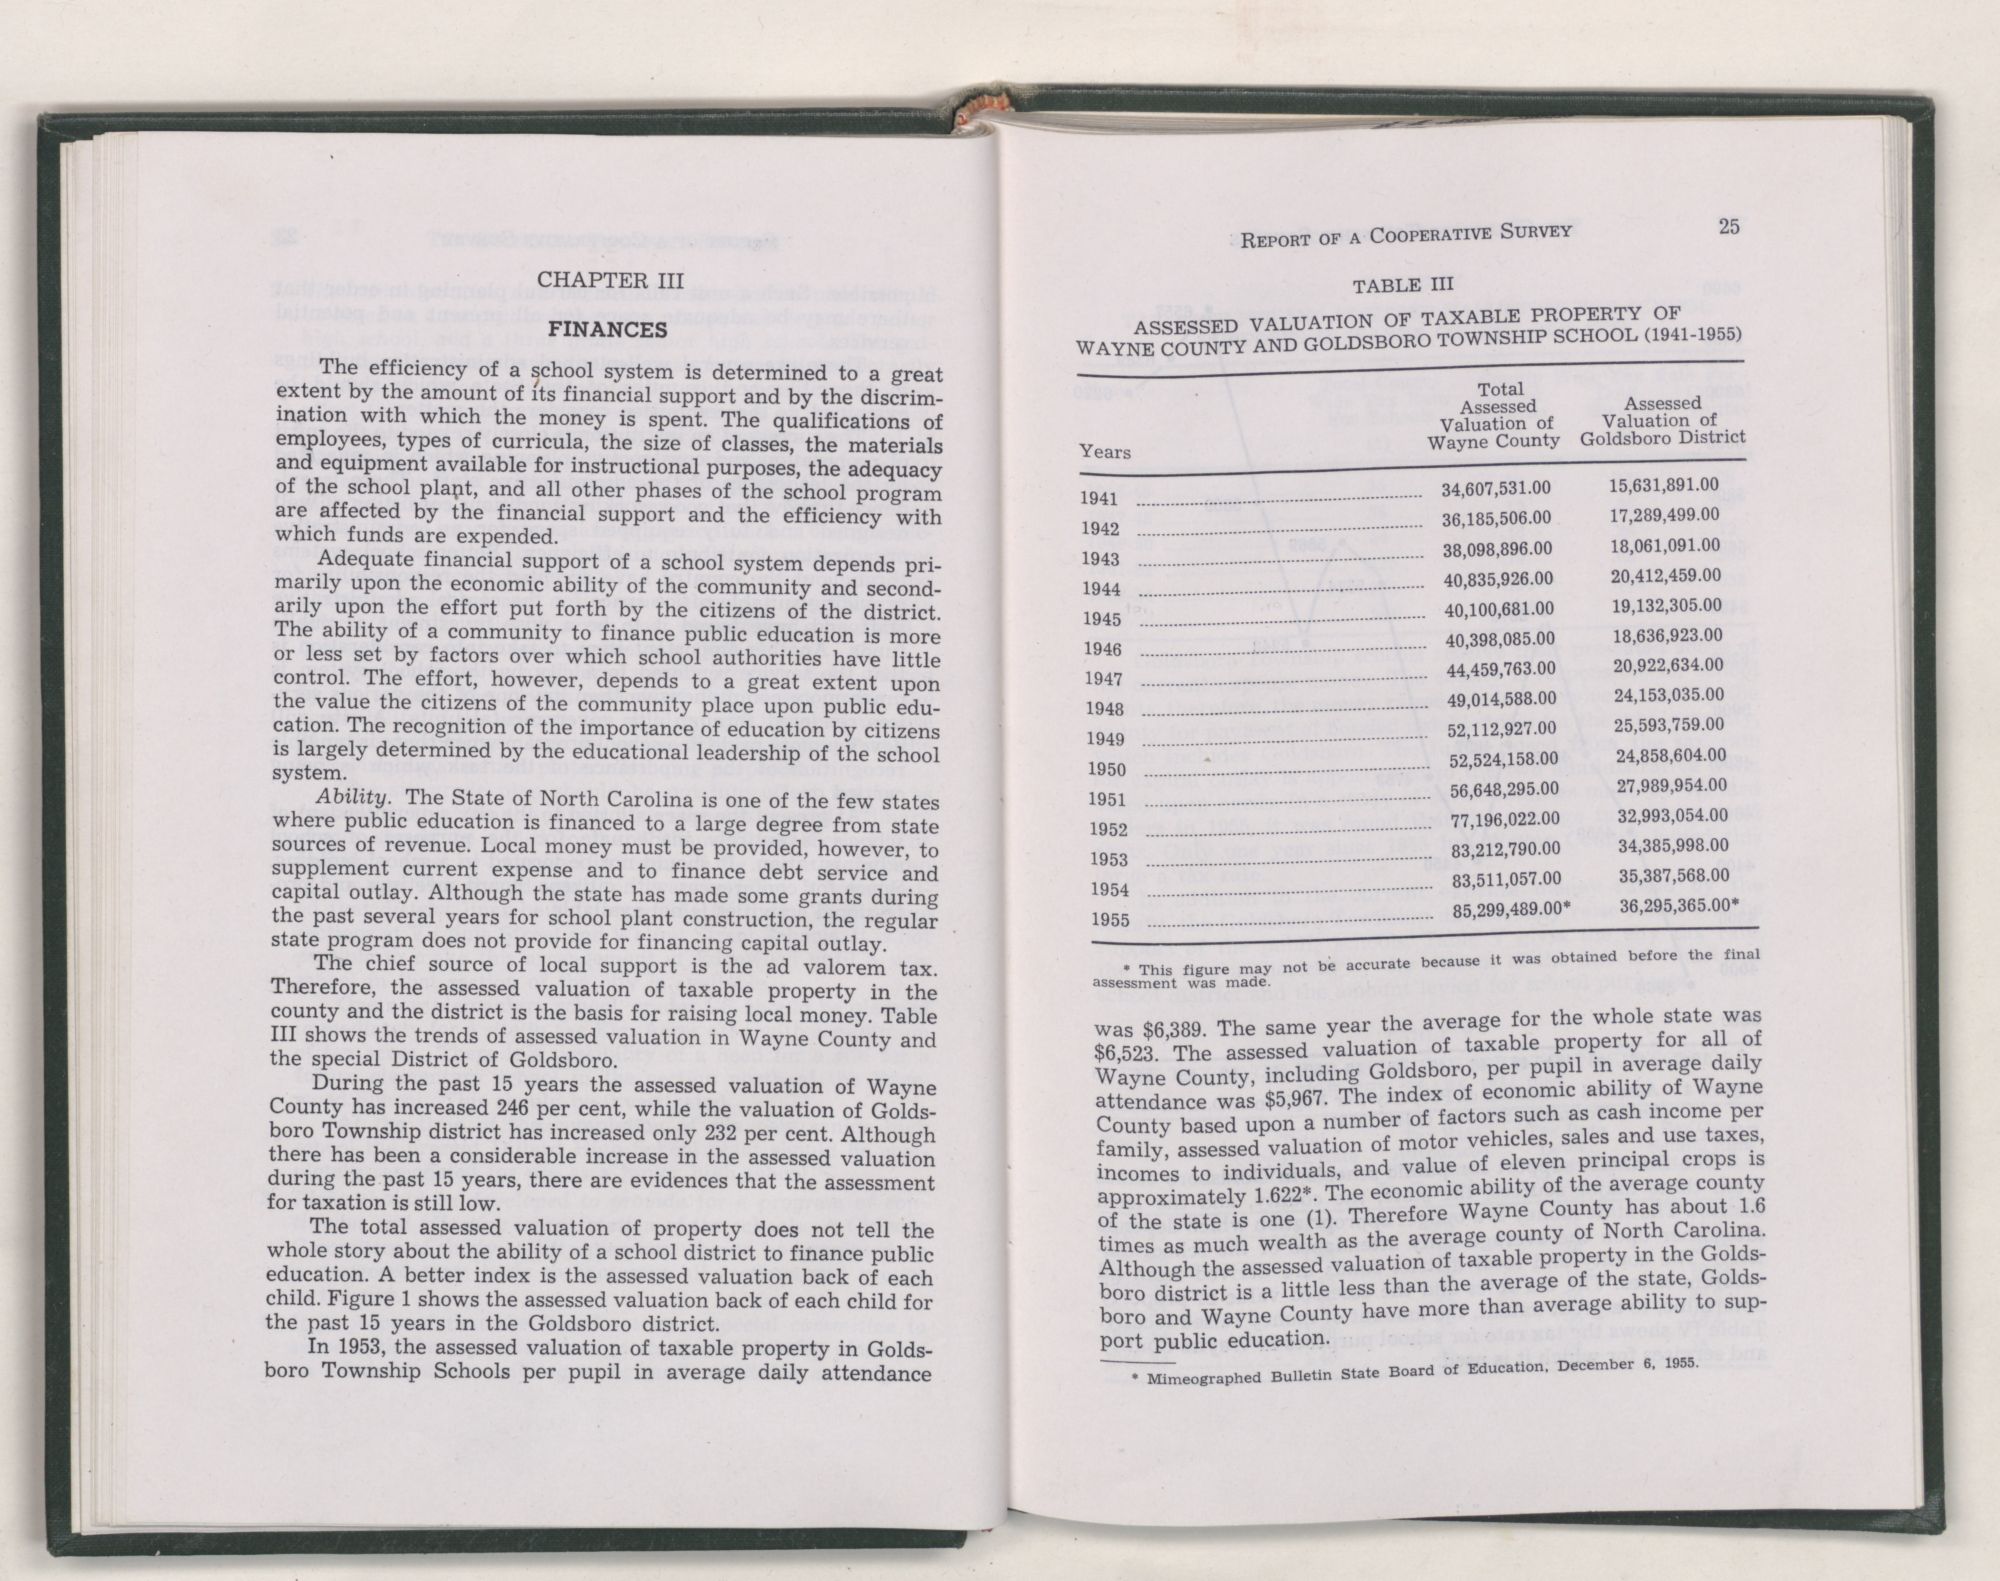 CHAPTER III
FINANCES
The efficiency of a school system is determined to a great
extent by the amount of its financial support and by the discrim-
ination with which the money is spent. The qualifications of
employees, types of curricula, the size of classes, the materials
and equipment available for instructional purposes, the adequacy
of the school plant, and all other phases of the school program
are affected by the financial support and the efficiency with
which funds are expended.
Adequate financial support of a school system depends pri-
marily upon the economic ability of the community and second-
arily upon the effort put forth by the citizens of the district.
The ability of a community to finance public education is more
or less set by factors over which school authorities have little
control. The effort, however, depends to a great extent upon
the value the citizens of the community place upon public edu-
cation. The recognition of the importance of education by citizens
is largely determined by the educational leadership of the school
system.
Ability. The State of North Carolina is one of the few states
where public education is financed to a large degree from state
sources of revenue. Local money must be provided, however, to
supplement current expense and to finance debt service and
capital outlay. Although the state has made some grants during
the past several years for school plant construction, the regular
state program does not provide for financing capital outlay.
The chief source of local support is the ad valorem tax.
Therefore, the assessed valuation of taxable property in the
county and the district is the basis for raising local money. Table
III shows the trends of assessed valuation in Wayne County and
the special District of Goldsboro.
During the past 15 years the assessed valuation of Wayne
County has increased 246 per cent, while the valuation of Golds-
boro Township district has increased only 232 per cent. Although
there has been a considerable increase in the assessed valuation
during the past 15 years, there are evidences that the assessment
for taxation is still low.
The total assessed valuation of property does not tell the
whole story about the ability of a school district to finance public
education. A better index is the assessed valuation back of each
child. Figure 1 shows the assessed valuation back of each child for
the past 15 years in the Goldsboro district.
In 1953, the assessed valuation of taxable property in Golds-
boro Township Schools per pupil in average daily attendance
REPORT OF A COOPERATIVE SURVEY 25
TABLE III
ASSESSED VALUATION OF TAXABLE PROPERTY OF
WAYNE COUNTY AND GOLDSBORO TOWNSHIP SCHOOL (1941-1955)
Total
Assessed Assessed
Valuation of Valuation of
Years Wayne County Goldsboro District
1941 34,607,531.00 15,631,891.00
1942 36,185,506.00 17,289,499.00
1943 38,098,896.00 18,061,091.00
1944 40,835,926.00 20,412,459.00
1945 40,100,681.00 19,132,305.00
1946 40,398,085.00 18,636,923.00
1947 44,459,763.00 20,922,634.00
1948 49,014,588.00 24,153,035.00
1949 52,112,927.00 25,593,759.00
1950 52,524,158.00 24,858,604.00
1951 56,648,295.00 27,989,954.00
1952 77,196,022.00 32,993,054.00
1953 83,212,790.00 34,385,998.00
1954 83,511,057.00 35,387,568.00
1955 85,299,489.00* 36,295,365.00*
* This figure may not be accurate because it was obtained before the final
assessment was made.
was $6,389. The same year the average for the whole state was
$6,523. The assessed valuation of taxable property for all of
Wayne County, including Goldsboro, per pupil in average daily
attendance was $5,967. The index of economic ability of Wayne
County based upon a number of factors such as cash income per
family, assessed valuation of motor vehicles, sales and use taxes,
incomes to individuals, and value of eleven principal crops is
approximately 1.622*. The economic ability of the average county
of the state is one (1). Therefore Wayne County has about 1.6
times as much wealth as the average county of North Carolina.
Although the assessed valuation of taxable property in the Golds-
boro district is a little less than the average of the state, Golds-
boro and Wayne County have more than average ability to sup-
port public education.
* Mimeographed Bulletin State Board of Education, December 6, 1955.